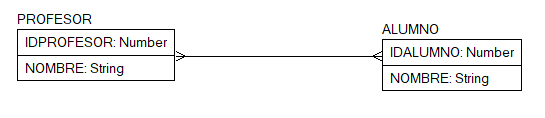 PROFESOR
IDPROFESOR: Number
NOMBRE: String
ALUMNO
IDALUMNO: Number
NOMBRE: String